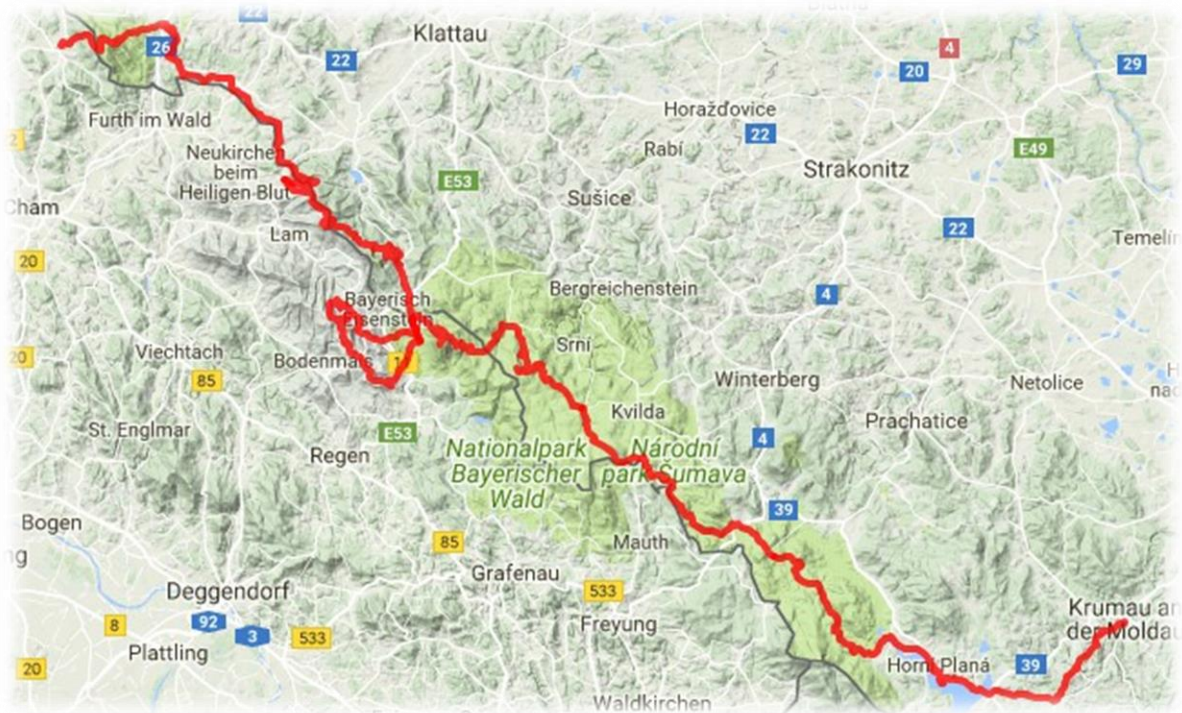 22
Klattau
4
26
22
20
29
Horažďovice
Furth im Wald
22
Neukirchen
beim
Heiligen Blut
Rabí
E49
Strakonitz
E53
Sušice
Cham
Lam
22
Temelín
20
Bergreichenstein
4
Bayerisch
Eisenstein
Srní
20
Viechtach
Bodenmais
85
Winterberg
Netolice
Kvilda
Prachatice
St. Englmar
E53
4
Regen
Nationalpark
Bayerischer
Wald
Národní
park Šumava
39
Bogen
ng
85
Mauth
Grafenau
Deggendorf
533
Krumau an
der Moldau
8
92
3
533
Freyung
Plattling
20
Horní Planá
39
Waldkirchen